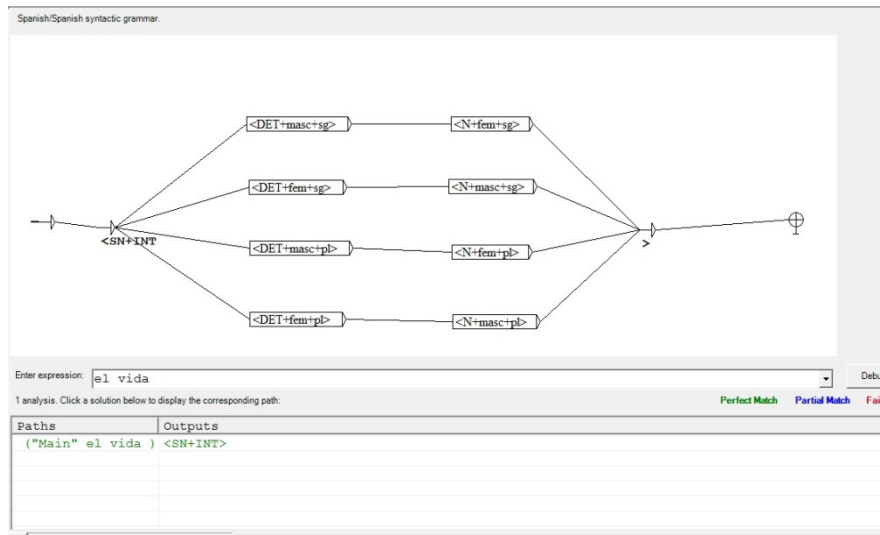 Spanish/Spanish syntactic grammar.
<DET+masc+sg> <N+fem+sg>
<DET+fem+sg> <N+masc+sg>
<SN+INT
<DET+masc+pl> <N+fem+pl>
>
<DET+fem+pl> <N+masc+pl>
Enter expression: el vida
1 analysis. Click a solution below to display the corresponding path: Perfect Match Partial Match
Paths Outputs
("Main" el vida ) <SN+INT>